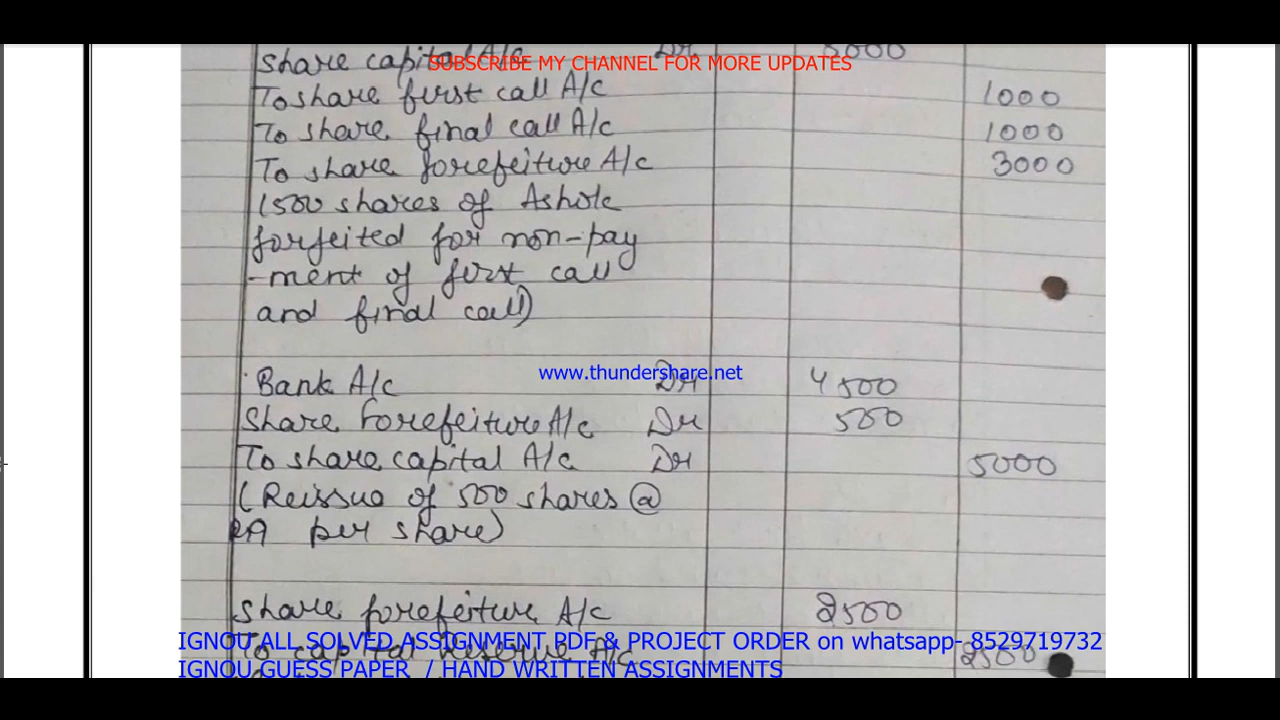 share capital A/c Dr 5000
SUBSCRIBE MY CHANNEL FOR MORE UPDATES
To share first call A/c 1000
To share final call A/c 1000
To share forefeiture A/c 3000
(500 shares of Ashok
forfeited for non-pay
-ment of first call
and final call)
Bank A/c Dr 4500
www.thundershare.net
Share Forefeiture A/c Dr 500
To share capital A/c Dr 5000
(Reissuo of 500 shares @
per share)
Share forefeiture A/c 2500
IGNOU ALL SOLVED ASSIGNMENT PDF & PROJECT ORDER on whatsapp- 8529719732
To capital Reserve A/c 2500
IGNOU GUESS PAPER / HAND WRITTEN ASSIGNMENTS